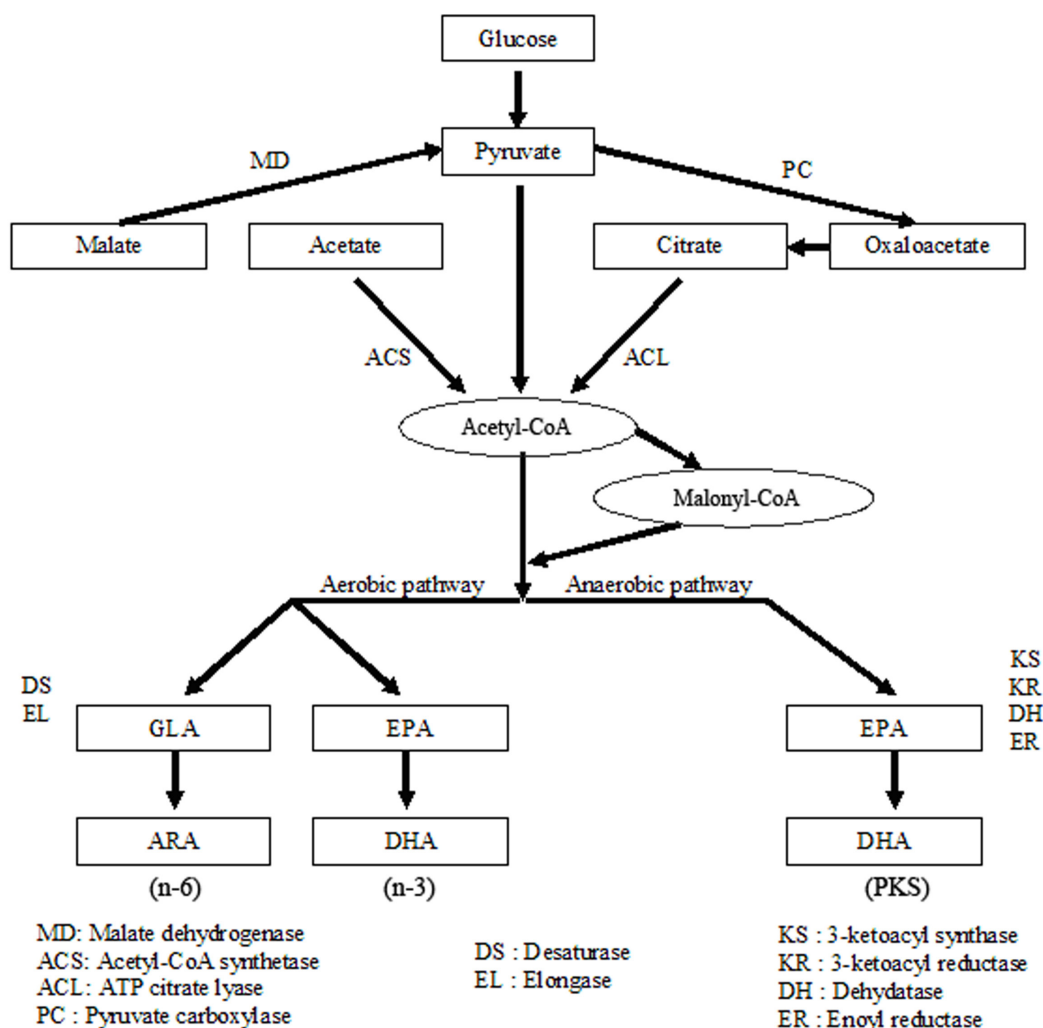 Glucose
Pyruvate
MD
PC
Malate
Acetate
Citrate
Oxaloacetate
ACS
ACL
Acetyl-CoA
Malonyl-CoA
Aerobic pathway
Anaerobic pathway
DS
EL
KS
KR
DH
ER
GLA
EPA
EPA
ARA
DHA
DHA
(n-6)
(n-3)
(PKS)
MD: Malate dehydrogenase
ACS: Acetyl-CoA synthetase
ACL : ATP citrate lyase
PC : Pyruvate carboxylase
DS : Desaturase
EL : Elongase
KS : 3-ketoacyl synthase
KR : 3-ketoacyl reductase
DH : Dehydatase
ER : Enoyl reductase